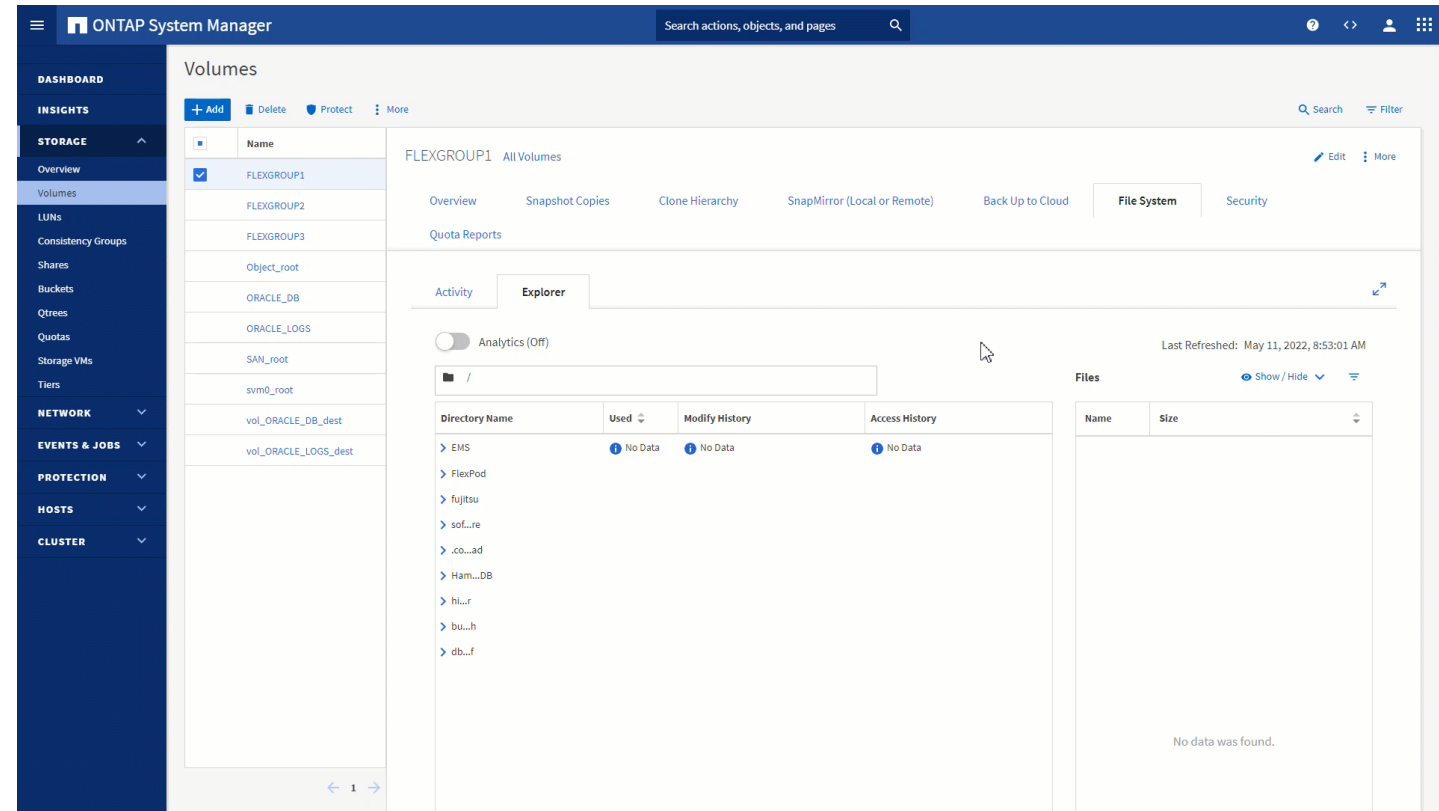 ONTAP System Manager
Search actions, objects, and pages
DASHBOARD
INSIGHTS
STORAGE
Overview
Volumes
LUNs
Consistency Groups
Shares
Buckets
Qtrees
Quotas
Storage VMs
Tiers
NETWORK
EVENTS & JOBS
PROTECTION
HOSTS
CLUSTER
Volumes
Add Delete Protect More
Search Filter
Name
FLEXGROUP1
FLEXGROUP2
FLEXGROUP3
Object_root
ORACLE_DB
ORACLE_LOGS
SAN_root
svm0_root
vol_ORACLE_DB_dest
vol_ORACLE_LOGS_dest
1
FLEXGROUP1 All Volumes
Edit More
Overview Snapshot Copies Clone Hierarchy SnapMirror (Local or Remote) Back Up to Cloud File System Security
Quota Reports
Activity Explorer
Analytics (Off)
Last Refreshed: May 11, 2022, 8:53:01 AM
/
Files Show / Hide
Directory Name Used Modify History Access History
EMS No Data No Data No Data
FlexPod
fujitsu
sof...re
.co...ad
Ham...DB
hi...r
bu...h
db...f
Name Size
No data was found.